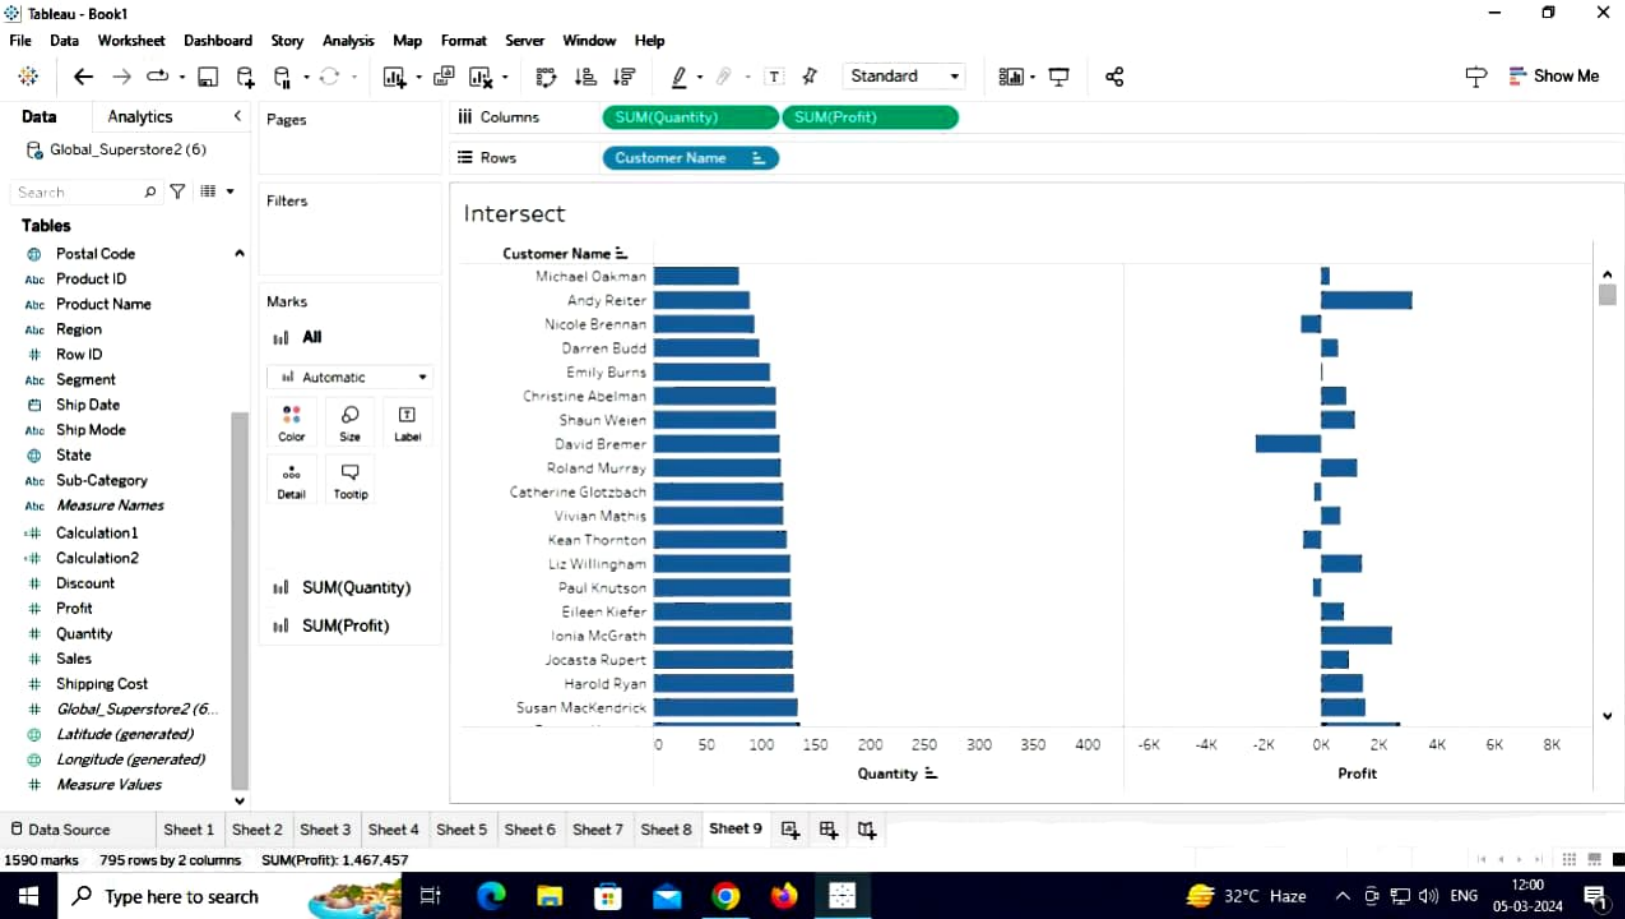 Tableau - Book1
File Data Worksheet Dashboard Story Analysis Map Format Server Window Help
Standard
Show Me
Data Analytics
Global_Superstore2 (6)
Search
Tables
Postal Code
Abc Product ID
Abc Product Name
Abc Region
# Row ID
Abc Segment
Ship Date
Abc Ship Mode
State
Abc Sub-Category
Abc Measure Names
=# Calculation1
=# Calculation2
# Discount
# Profit
# Quantity
# Sales
# Shipping Cost
# Global_Superstore2 (6...
Latitude (generated)
Longitude (generated)
# Measure Values
Pages
Filters
Marks
All
Automatic
Color Size Label
Detail Tooltip
SUM(Quantity)
SUM(Profit)
Columns SUM(Quantity) SUM(Profit)
Rows Customer Name
Intersect
Customer Name
Michael Oakman
Andy Reiter
Nicole Brennan
Darren Budd
Emily Burns
Christine Abelman
Shaun Weien
David Bremer
Roland Murray
Catherine Glotzbach
Vivian Mathis
Kean Thornton
Liz Willingham
Paul Knutson
Eileen Kiefer
Ionia McGrath
Jocasta Rupert
Harold Ryan
Susan MacKendrick
0 50 100 150 200 250 300 350 400 -6K -4K -2K 0K 2K 4K 6K 8K
Quantity Profit
Data Source Sheet 1 Sheet 2 Sheet 3 Sheet 4 Sheet 5 Sheet 6 Sheet 7 Sheet 8 Sheet 9
1590 marks 795 rows by 2 columns SUM(Profit): 1,467,457
Type here to search
32°C Haze
ENG
12:00
05-03-2024
1